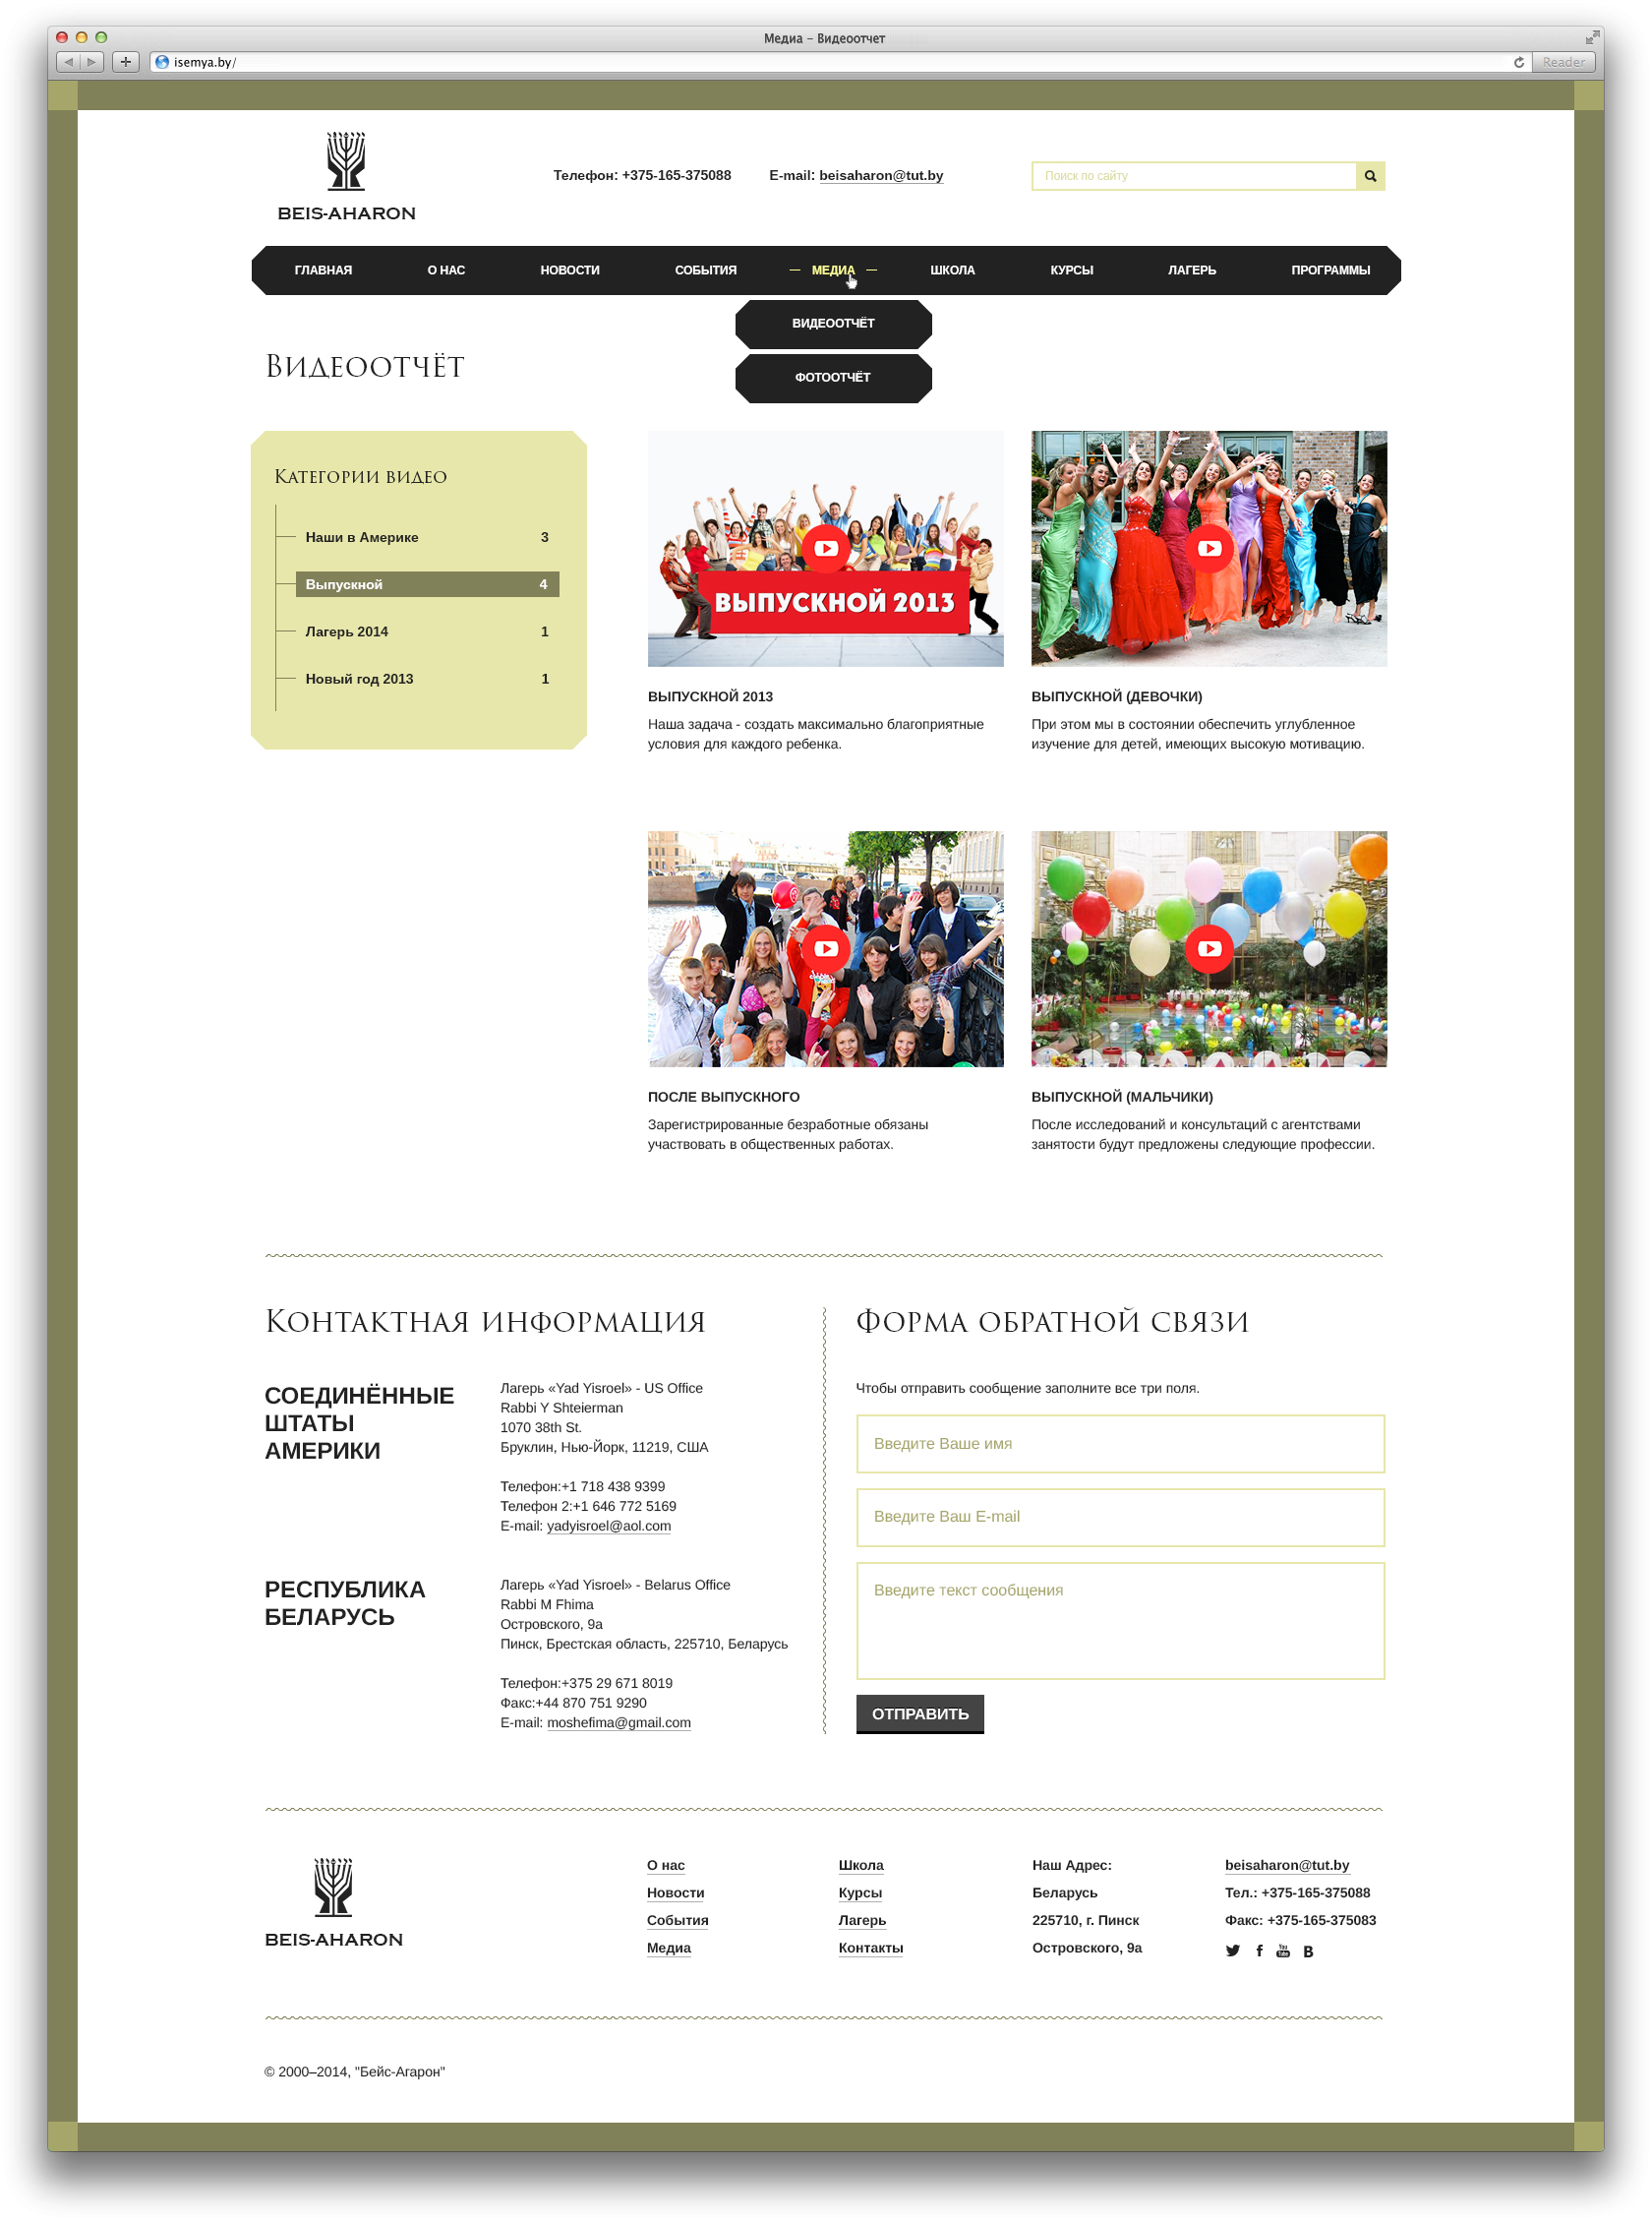 Медиа – Видеоотчет
isemya.by/
Reader
BEIS-AHARON
Телефон: +375-165-375088
E-mail: beisaharon@tut.by
Поиск по сайту
ГЛАВНАЯ
О НАС
НОВОСТИ
СОБЫТИЯ
МЕДИА
ШКОЛА
КУРСЫ
ЛАГЕРЬ
ПРОГРАММЫ
ВИДЕООТЧЁТ
ФОТООТЧЁТ
Видеоотчёт
Категории видео
Наши в Америке 3
Выпускной 4
Лагерь 2014 1
Новый год 2013 1
ВЫПУСКНОЙ 2013
ВЫПУСКНОЙ 2013
Наша задача - создать максимально благоприятные
условия для каждого ребенка.
ВЫПУСКНОЙ (ДЕВОЧКИ)
При этом мы в состоянии обеспечить углубленное
изучение для детей, имеющих высокую мотивацию.
ПОСЛЕ ВЫПУСКНОГО
Зарегистрированные безработные обязаны
участвовать в общественных работах.
ВЫПУСКНОЙ (МАЛЬЧИКИ)
После исследований и консультаций с агентствами
занятости будут предложены следующие профессии.
Контактная информация
СОЕДИНЁННЫЕ
ШТАТЫ
АМЕРИКИ
Лагерь «Yad Yisroel» - US Office
Rabbi Y Shteierman
1070 38th St.
Бруклин, Нью-Йорк, 11219, США
Телефон:+1 718 438 9399
Телефон 2:+1 646 772 5169
E-mail: yadyisroel@aol.com
РЕСПУБЛИКА
БЕЛАРУСЬ
Лагерь «Yad Yisroel» - Belarus Office
Rabbi M Fhima
Островского, 9а
Пинск, Брестская область, 225710, Беларусь
Телефон:+375 29 671 8019
Факс:+44 870 751 9290
E-mail: moshefima@gmail.com
Форма обратной связи
Чтобы отправить сообщение заполните все три поля.
Введите Ваше имя
Введите Ваш E-mail
Введите текст сообщения
ОТПРАВИТЬ
BEIS-AHARON
О нас
Новости
События
Медиа
Школа
Курсы
Лагерь
Контакты
Наш Адрес:
Беларусь
225710, г. Пинск
Островского, 9а
beisaharon@tut.by
Тел.: +375-165-375088
Факс: +375-165-375083
© 2000–2014, "Бейс-Агарон"